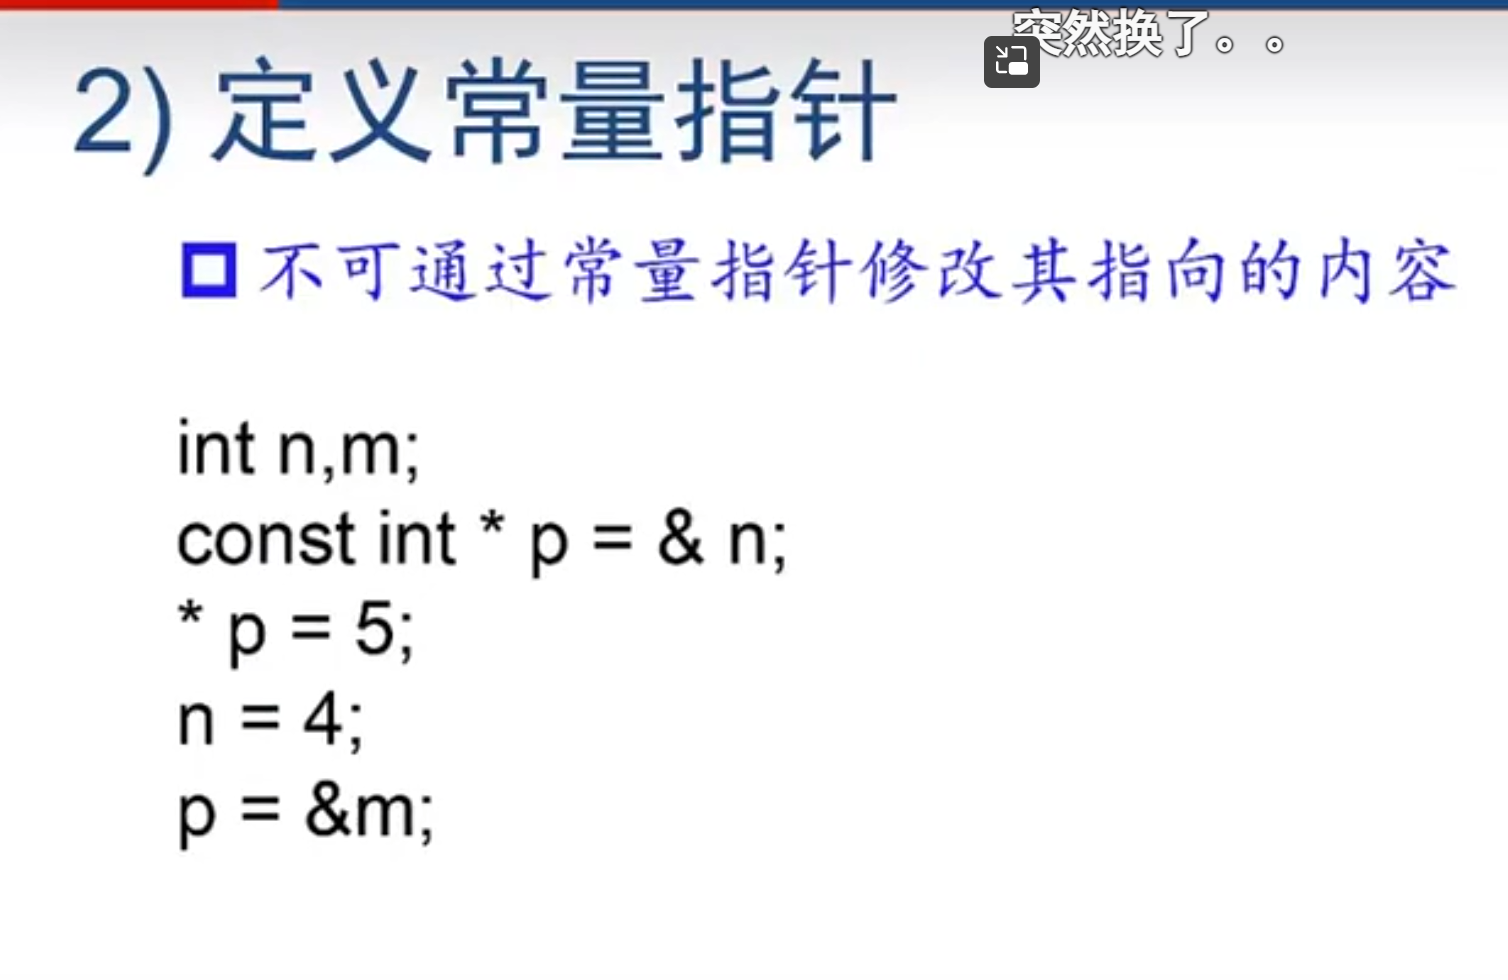 突然换了。。
2) 定义常量指针
不可通过常量指针修改其指向的内容
int n,m;
const int * p = & n;
* p = 5;
n = 4;
p = &m;